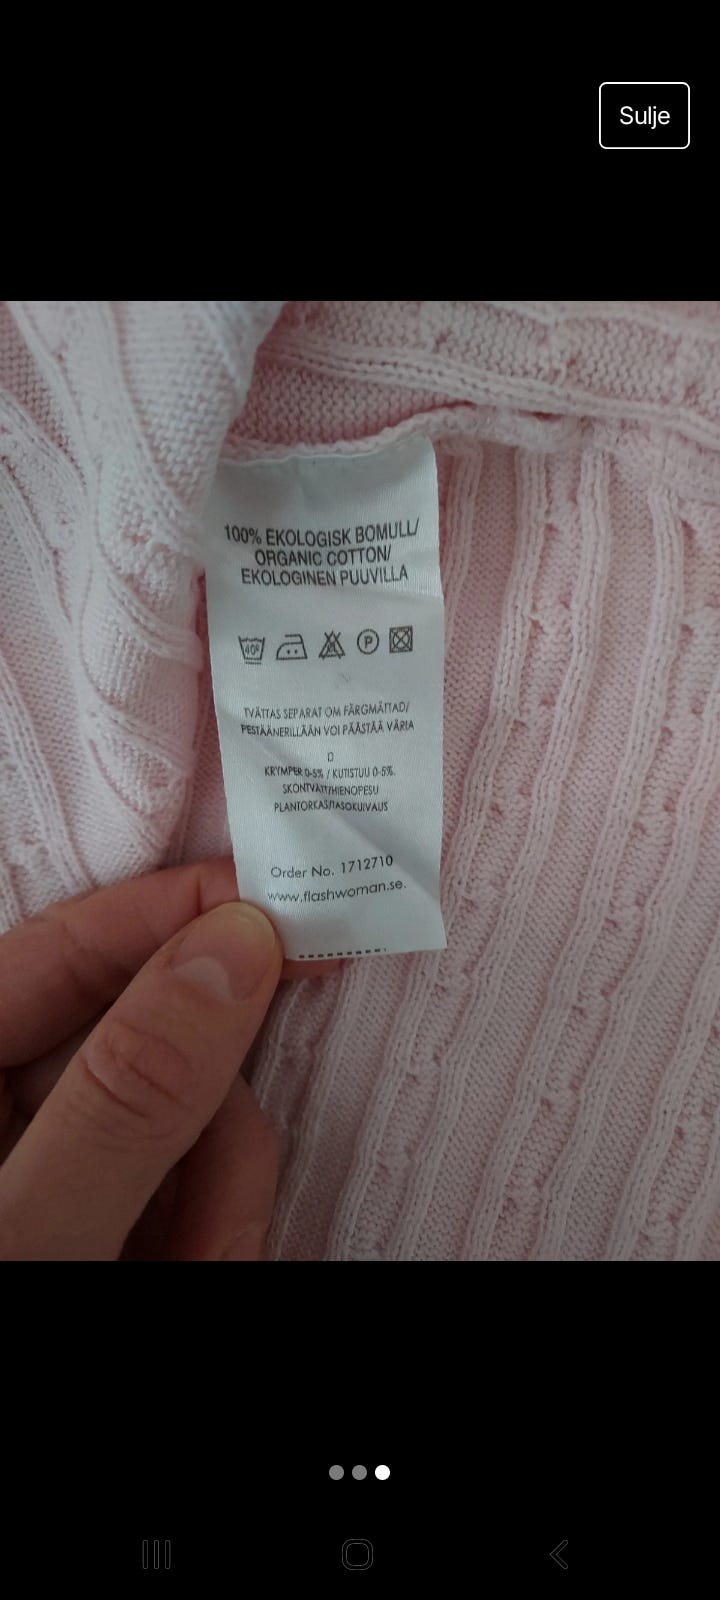 Sulje
100% EKOLOGISK BOMULL/
ORGANIC COTTON/
EKOLOGINEN PUUVILLA
40°
P
TVÄTTAS SEPARAT OM FÄRGMÄTTAD/
PESTÄÄNERILLÄÄN VOI PÄÄSTÄÄ VÄRIÄ
KRYMPER 0-5% / KUTISTUU 0-5%.
SKONTVÄTT/HIENOPESU
PLANTORKAS/TASOKUIVAUS
Order No. 1712710
www.flashwoman.se.